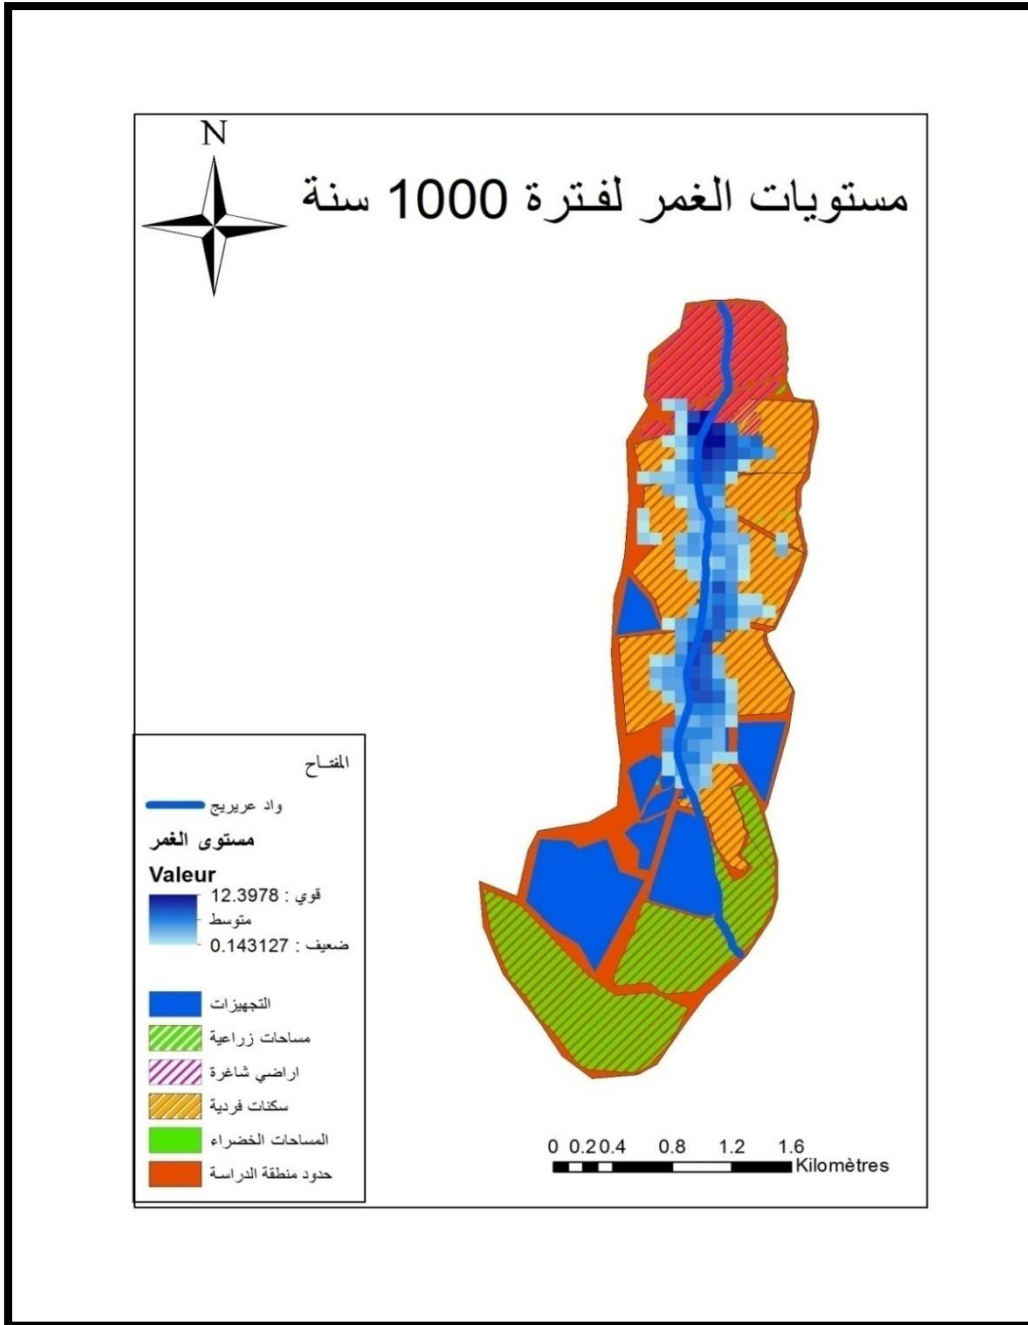 N
مستويات الغمر لفترة 1000 سنة
المفتاح
واد عريريج
مستوى الغمر
Valeur
قوي : 12.3978
متوسط
ضعيف : 0.143127
التجهيزات
مساحات زراعية
اراضي شاغرة
سكنات فردية
المساحات الخضراء
حدود منطقة الدراسة
0 0.2 0.4 0.8 1.2 1.6
Kilomètres